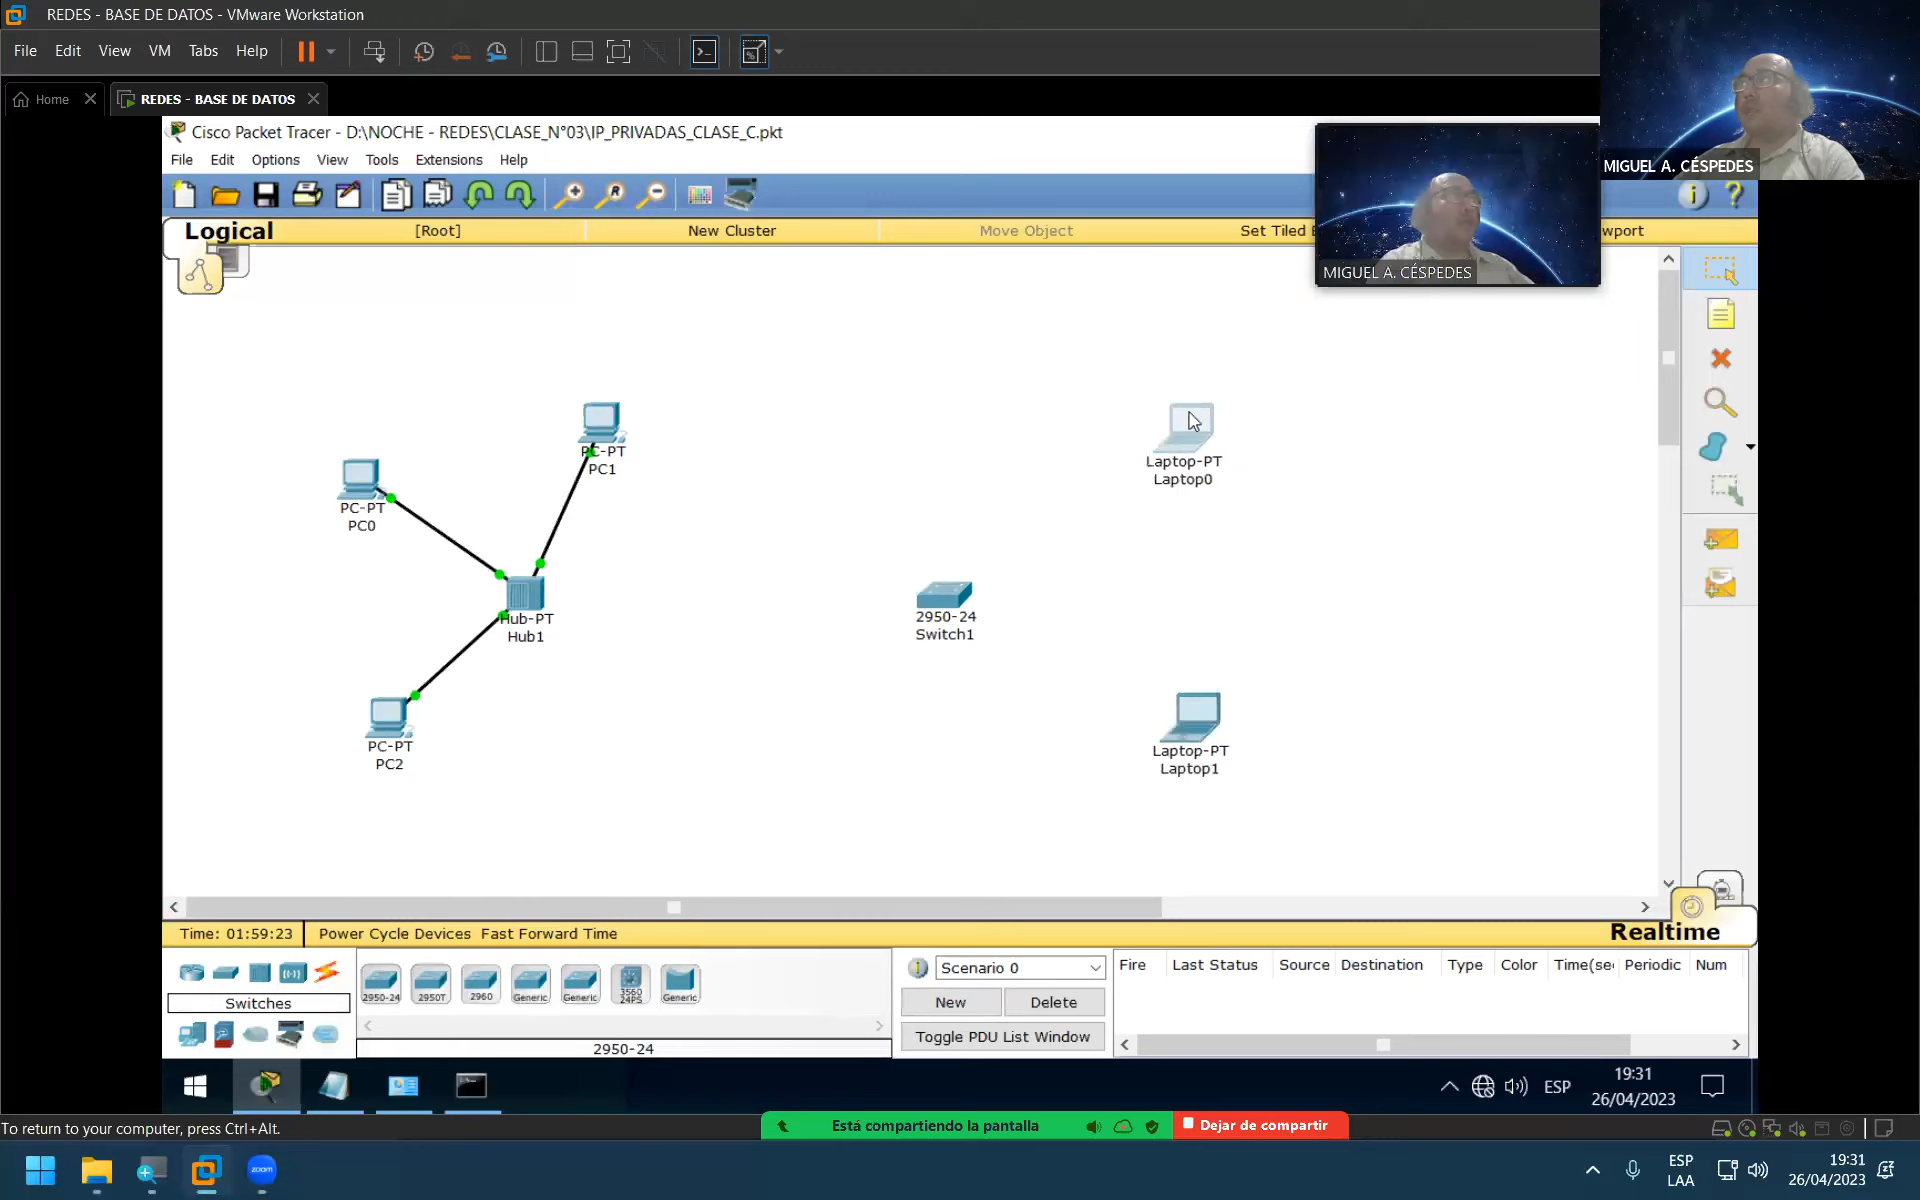 REDES - BASE DE DATOS - VMware Workstation
File Edit View VM Tabs Help
Home
REDES - BASE DE DATOS
MIGUEL A. CÉSPEDES
Cisco Packet Tracer - D:\NOCHE - REDES\CLASE_N°03\IP_PRIVADAS_CLASE_C.pkt
File Edit Options View Tools Extensions Help
Logical
[Root]
New Cluster
Move Object
Set Tiled
wport
MIGUEL A. CÉSPEDES
PC-PT
PC1
PC-PT
PC0
Hub-PT
Hub1
PC-PT
PC2
2950-24
Switch1
Laptop-PT
Laptop0
Laptop-PT
Laptop1
Time: 01:59:23
Power Cycle Devices Fast Forward Time
Realtime
Switches
2950-24
2950T
2960
Generic
Generic
3560
24PS
Generic
2950-24
Scenario 0
New
Delete
Toggle PDU List Window
Fire Last Status Source Destination Type Color Time(sec Periodic Num
ESP
19:31
26/04/2023
To return to your computer, press Ctrl+Alt.
Está compartiendo la pantalla
Dejar de compartir
zoom
ESP
LAA
19:31
26/04/2023